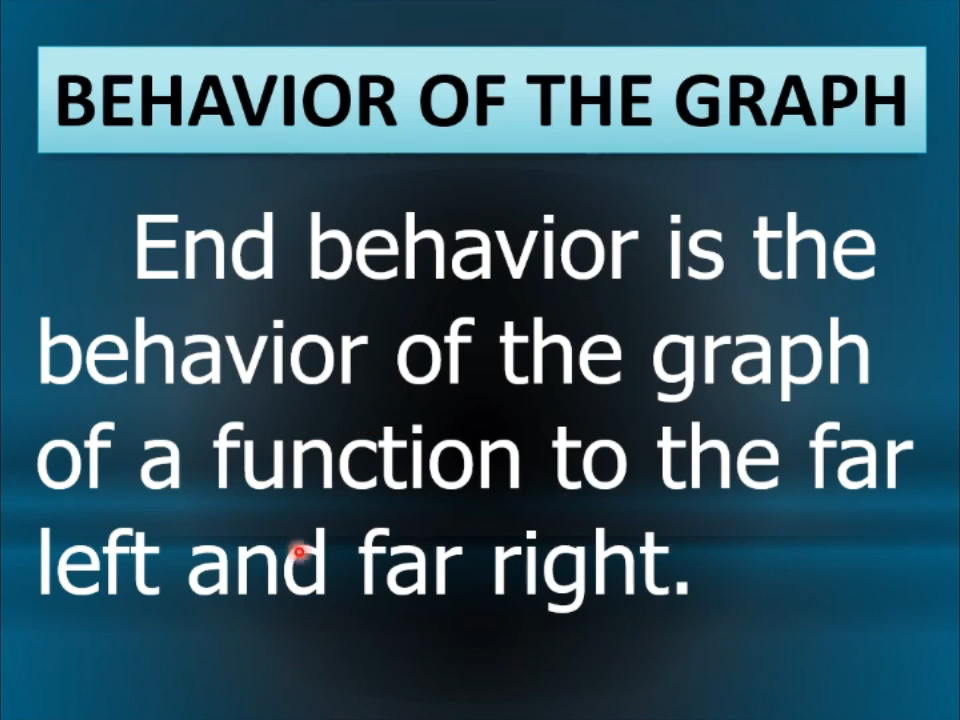 BEHAVIOR OF THE GRAPH
End behavior is the
behavior of the graph
of a function to the far
left and far right.